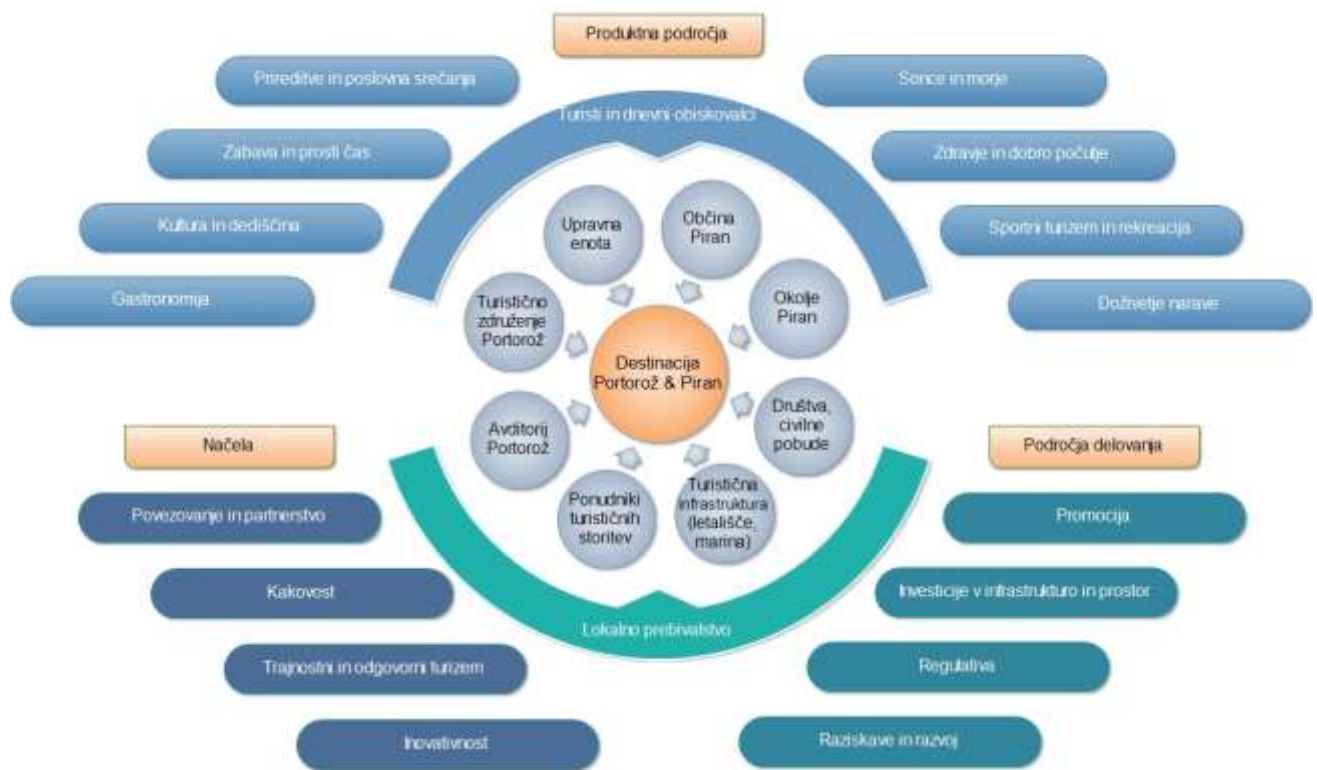 Produktna področja
Prireditve in poslovna srečanja
Sonce in morje
Turisti in dnevni obiskovalci
Zabava in prosti čas
Zdravje in dobro počutje
Kultura in dediščina
Športni turizem in rekreacija
Gastronomija
Doživetje narave
Upravna
enota
Občina
Piran
Turistično
združenje
Portorož
Okolje
Piran
Destinacija
Portorož & Piran
Avditorij
Portorož
Društva,
civilne
pobude
Ponudniki
turističnih
storitev
Turistična
infrastruktura
(letališče,
marina)
Lokalno prebivalstvo
Načela
Povezovanje in partnerstvo
Kakovost
Trajnostni in odgovorni turizem
Inovativnost
Področja delovanja
Promocija
Investicije v infrastrukturo in prostor
Regulativa
Raziskave in razvoj